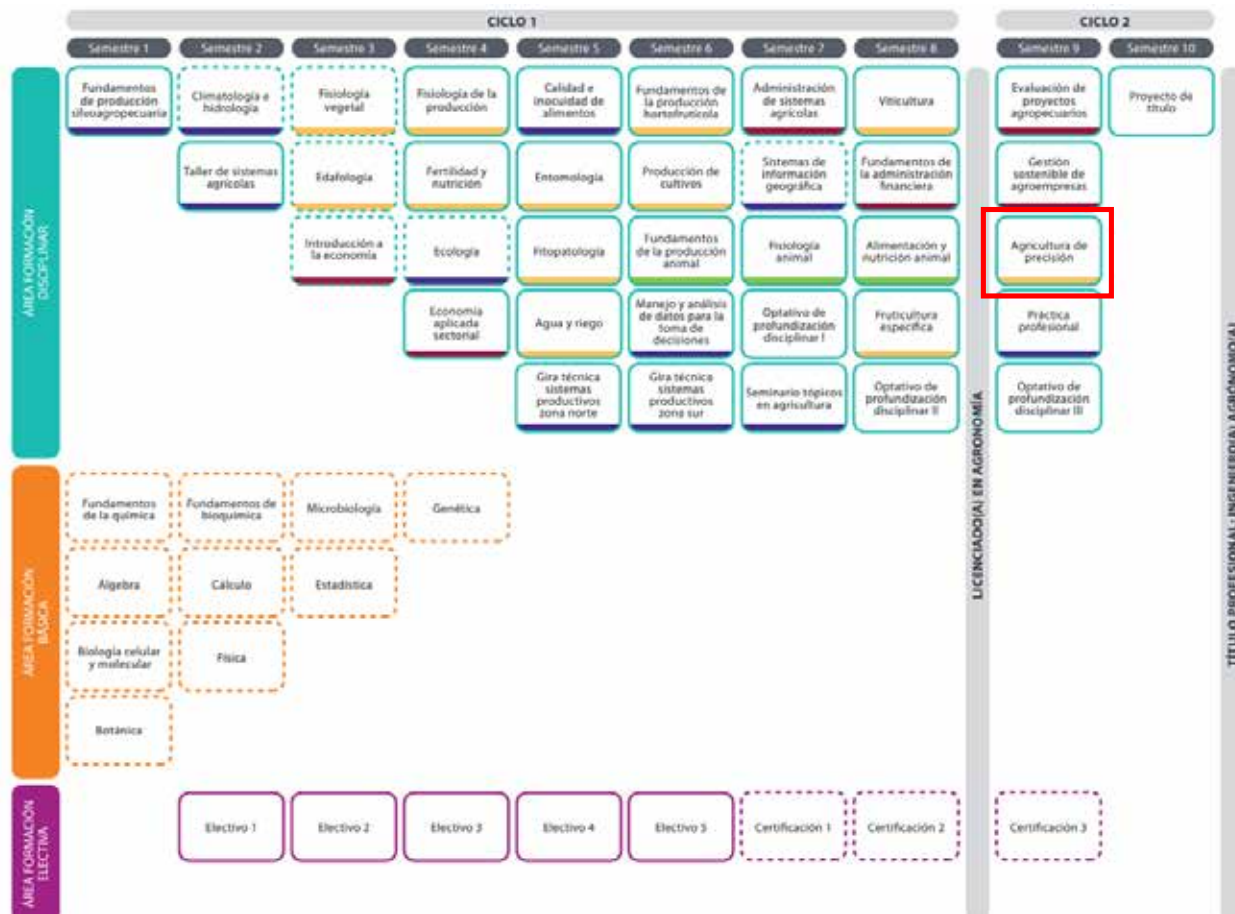 CICLO 1
CICLO 2
Semestre 1
Semestre 2
Semestre 3
Semestre 4
Semestre 5
Semestre 6
Semestre 7
Semestre 8
Semestre 9
Semestre 10
ÁREA FORMACIÓN
DISCIPLINAR
Fundamentos
de producción
silvoagropecuaria
Climatología e
hidrología
Fisiología
vegetal
Fisiología de la
producción
Calidad e
inocuidad de
alimentos
Fundamentos de
la producción
hortofrutícola
Administración
de sistemas
agrícolas
Viticultura
Evaluación de
proyectos
agropecuarios
Proyecto de
título
Taller de sistemas
agrícolas
Edafología
Fertilidad y
nutrición
Entomología
Producción de
cultivos
Sistemas de
información
geográfica
Fundamentos de
la administración
financiera
Gestión
sostenible de
agroempresas
Introducción a
la economía
Ecología
Fitopatología
Fundamentos
de la producción
animal
Fisiología
animal
Alimentación y
nutrición animal
Agricultura de
precisión
Economía
aplicada
sectorial
Agua y riego
Manejo y análisis
de datos para la
toma de
decisiones
Optativo de
profundización
disciplinar I
Fruticultura
específica
Práctica
profesional
Gira técnica
sistemas
productivos
zona norte
Gira técnica
sistemas
productivos
zona sur
Seminario tópicos
en agricultura
Optativo de
profundización
disciplinar II
Optativo de
profundización
disciplinar III
LICENCIADO(A) EN AGRONOMÍA
TÍTULO PROFESIONAL - INGENIERO(A) AGRÓNOMO(A)
ÁREA FORMACIÓN
BÁSICA
Fundamentos
de la química
Fundamentos de
bioquímica
Microbiología
Genética
Álgebra
Cálculo
Estadística
Biología celular
y molecular
Física
Botánica
ÁREA FORMACIÓN
ELECTIVA
Electivo 1
Electivo 2
Electivo 3
Electivo 4
Electivo 5
Certificación 1
Certificación 2
Certificación 3